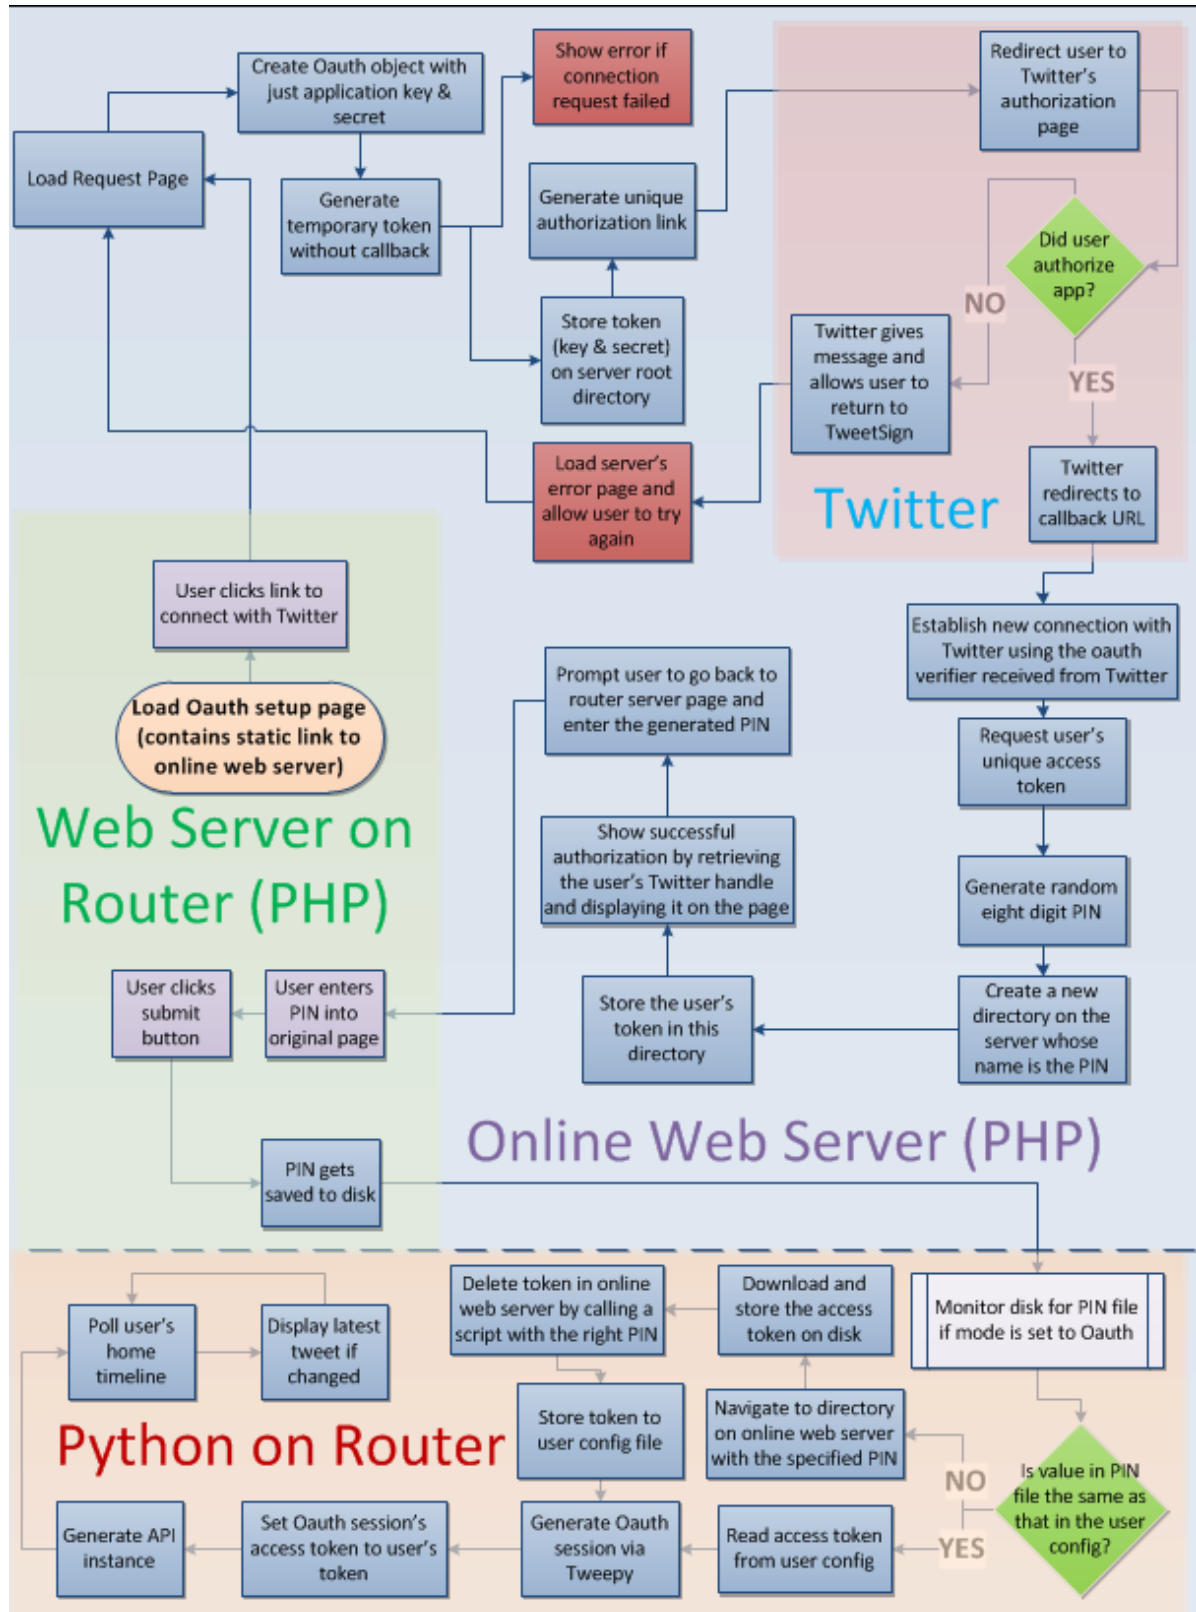 Create Oauth object with
just application key &
secret
Show error if
connection
request failed
Redirect user to
Twitter's
authorization
page
Load Request Page
Generate
temporary token
without callback
Generate unique
authorization link
Did user
authorize
app?
NO
YES
Store token
(key & secret)
on server root
directory
Twitter gives
message and
allows user to
return to
TweetSign
Load server's
error page and
allow user to try
again
Twitter
Twitter
redirects to
callback URL
User clicks link to
connect with Twitter
Establish new connection with
Twitter using the oauth
verifier received from Twitter
Load Oauth setup page
(contains static link to
online web server)
Prompt user to go back to
router server page and
enter the generated PIN
Request user's
unique access
token
Web Server on
Router (PHP)
Show successful
authorization by retrieving
the user's Twitter handle
and displaying it on the page
Generate random
eight digit PIN
User clicks
submit
button
User enters
PIN into
original page
Store the user's
token in this
directory
Create a new
directory on the
server whose
name is the PIN
Online Web Server (PHP)
PIN gets
saved to disk
Poll user's
home
timeline
Display latest
tweet if
changed
Delete token in online
web server by calling a
script with the right PIN
Download and
store the access
token on disk
Monitor disk for PIN file
if mode is set to Oauth
Python on Router
Store token to
user config file
Navigate to directory
on online web server
with the specified PIN
NO
YES
Is value in PIN
file the same as
that in the user
config?
Generate API
instance
Set Oauth session's
access token to user's
token
Generate Oauth
session via
Tweepy
Read access token
from user config